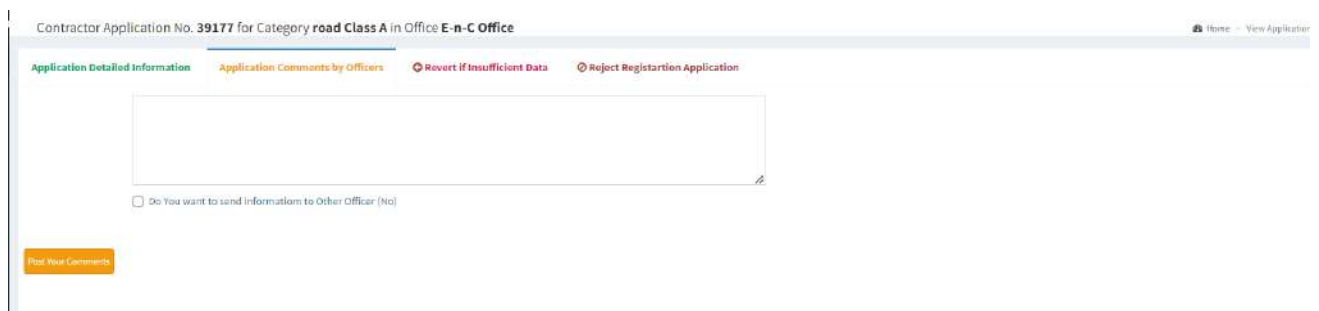 Contractor Application No. 39177 for Category road Class A in Office E-n-C Office
Home - View Application
Application Detailed Information
Application Comments by Officers
Revert if Insufficient Data
Reject Registartion Application
Do You want to send informatiom to Other Officer (No)
Post Your Comments